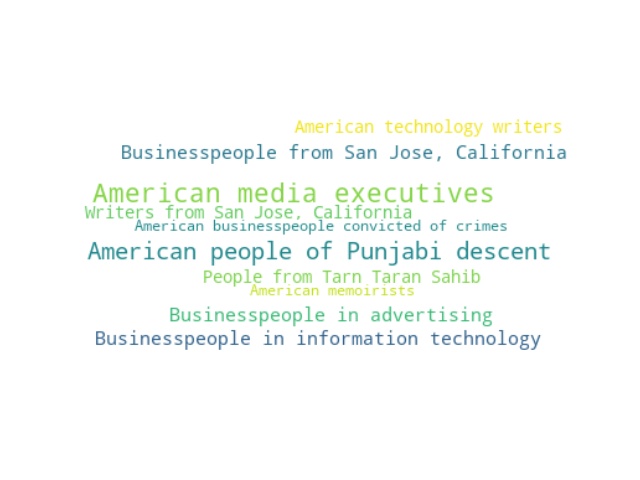 American technology writers
Businesspeople from San Jose, California
American media executives
Writers from San Jose, California
American businesspeople convicted of crimes
American people of Punjabi descent
People from Tarn Taran Sahib
American memoirists
Businesspeople in advertising
Businesspeople in information technology